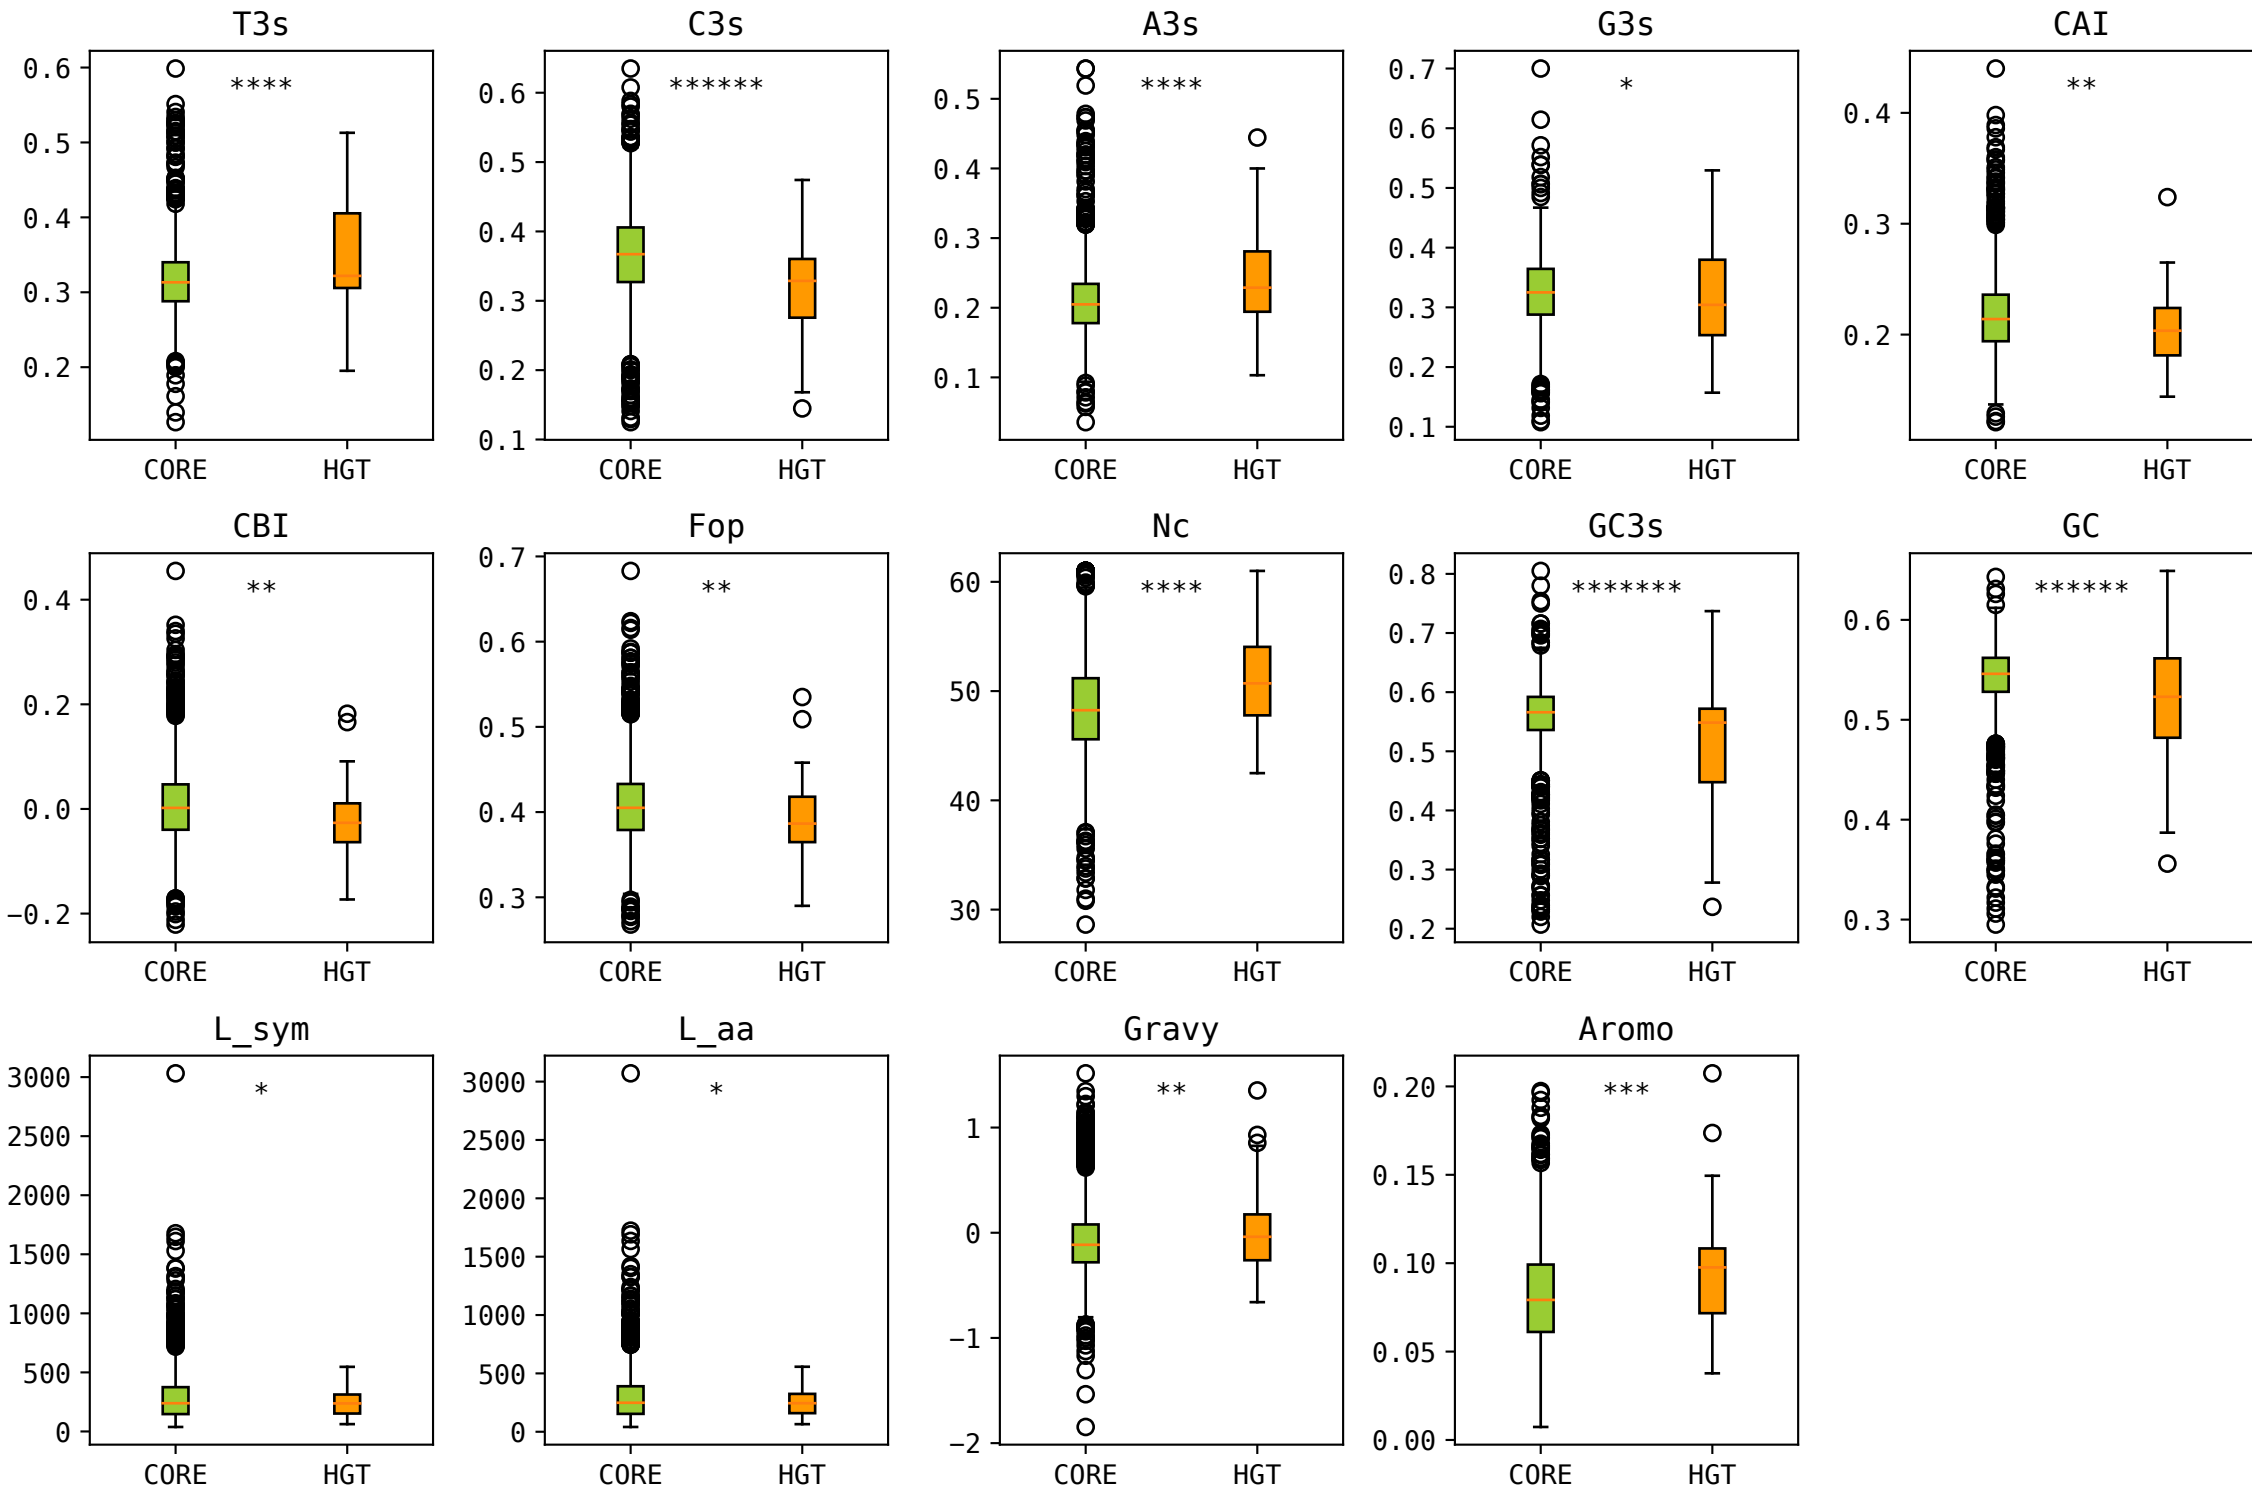 T3s C3s A3s G3s CAI
0.6 0.5 0.4 0.3 0.2 **** CORE HGT
0.6 0.5 0.4 0.3 0.2 0.1 ****** CORE HGT
0.5 0.4 0.3 0.2 0.1 **** CORE HGT
0.7 0.6 0.5 0.4 0.3 0.2 0.1 * CORE HGT
0.4 0.3 0.2 ** CORE HGT
CBI Fop Nc GC3s GC
0.4 0.2 0.0 −0.2 ** CORE HGT
0.7 0.6 0.5 0.4 0.3 ** CORE HGT
60 50 40 30 **** CORE HGT
0.8 0.7 0.6 0.5 0.4 0.3 0.2 ******* CORE HGT
0.6 0.5 0.4 0.3 ****** CORE HGT
L_sym L_aa Gravy Aromo
3000 2500 2000 1500 1000 500 0 * CORE HGT
3000 2500 2000 1500 1000 500 0 * CORE HGT
1 0 −1 −2 ** CORE HGT
0.20 0.15 0.10 0.05 0.00 *** CORE HGT